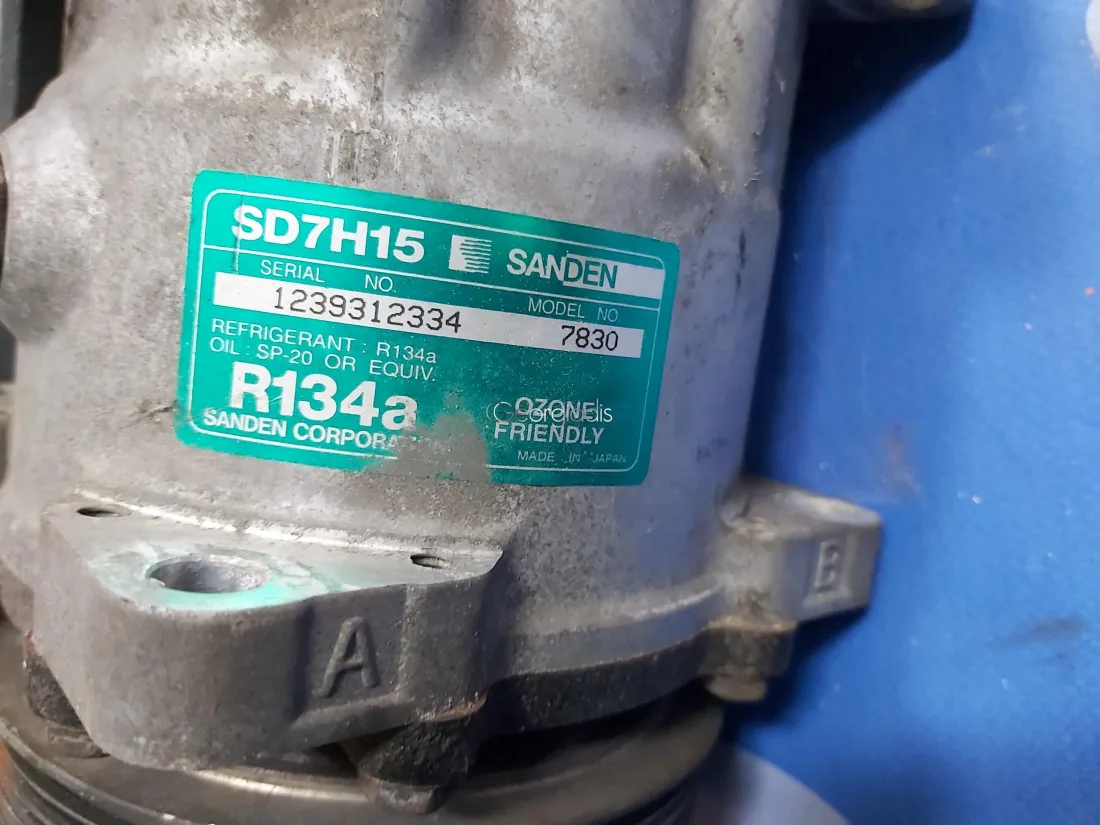 SD7H15 SANDEN
SERIAL NO. MODEL NO
1239312334 7830
REFRIGERANT : R134a
OIL : SP-20 OR EQUIV.
R134a
OZONE
FRIENDLY
Georgiadis
SANDEN
MADE IN JAPAN
A
B